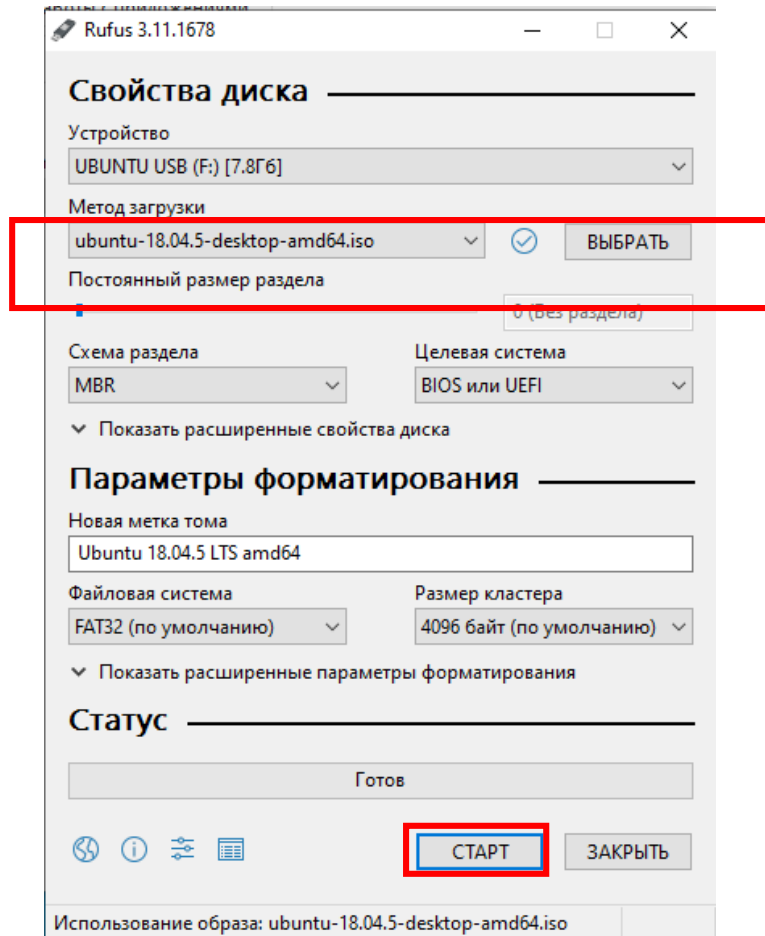 Rufus 3.11.1678
Свойства диска
Устройство
UBUNTU USB (F:) [7.8Гб]
Метод загрузки
ubuntu-18.04.5-desktop-amd64.iso ВЫБРАТЬ
Постоянный размер раздела
0 (Без раздела)
Схема раздела Целевая система
MBR BIOS или UEFI
Показать расширенные свойства диска
Параметры форматирования
Новая метка тома
Ubuntu 18.04.5 LTS amd64
Файловая система Размер кластера
FAT32 (по умолчанию) 4096 байт (по умолчанию)
Показать расширенные параметры форматирования
Статус
Готов
СТАРТ ЗАКРЫТЬ
Использование образа: ubuntu-18.04.5-desktop-amd64.iso